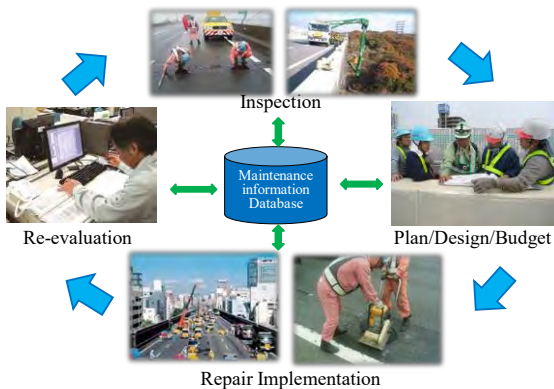 Inspection
Maintenance
information
Database
Re-evaluation
Plan/Design/Budget
Repair Implementation